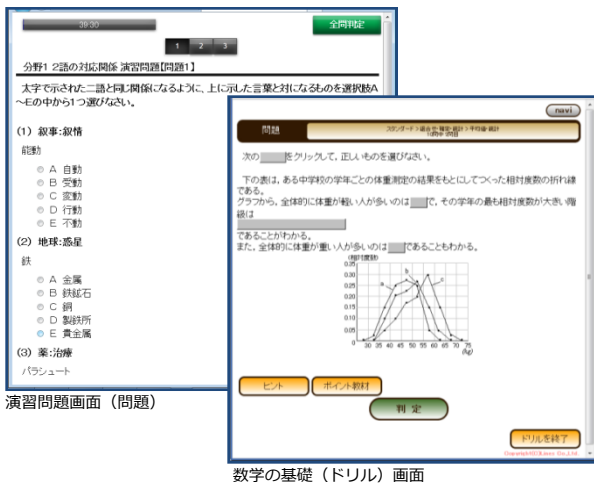 39:30
全問判定
1 2 3
分野1 2語の対応関係 演習問題【問題1】
太字で示された二語と同じ関係になるように、上に示した言葉と対になるものを選択肢A
~Eの中から1つ選びなさい。
(1) 叙事:叙情
能動
A 自動
B 受動
C 変動
D 行動
E 不動
(2) 地球:惑星
鉄
A 金属
B 鉄鉱石
C 銅
D 製鉄所
E 貴金属
(3) 薬:治療
パラシュート
演習問題画面(問題)
navi
問題
次の をクリックして、正しいものを選びなさい。
下の表は、ある中学校の学年ごとの体重測定の結果をもとにしてつくった相対度数の折れ線
である。
グラフから、全体的に体重が軽い人が多いのは で、その学年の最も相対度数が大きい階
級は
であることがわかる。
また、全体的に体重が重い人が多いのは であることもわかる。
(相対度数)
0.35
0.30
0.25
0.20
0.15
0.10
0.05
0
a
b
c
30 35 40 45 50 55 60 65 70 75
(kg)
ヒント
ポイント教材
判 定
ドリルを終了
数学の基礎(ドリル)画面